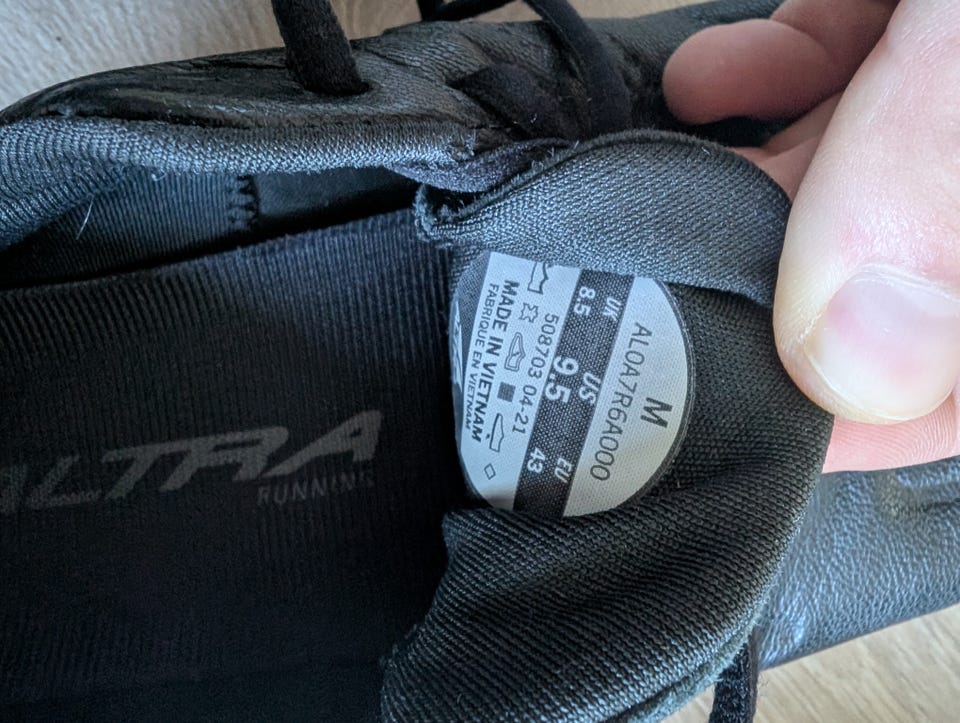 M
AL0A7R6A000
UK US EU
8.5 9.5 43
508703 04-21
MADE IN VIETNAM
FABRIQUE EN VIETNAM
ALTRA
RUNNING